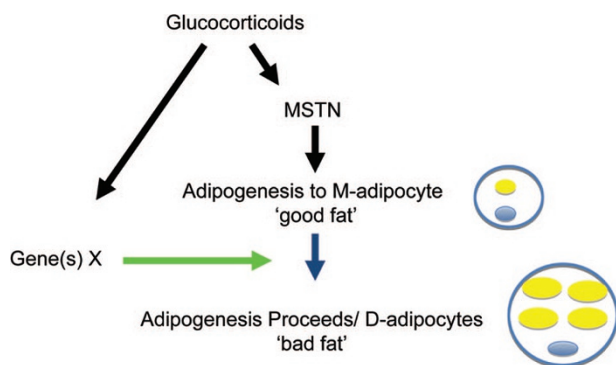 Glucocorticoids
MSTN
Adipogenesis to M-adipocyte
'good fat'
Gene(s) X
Adipogenesis Proceeds/ D-adipocytes
'bad fat'